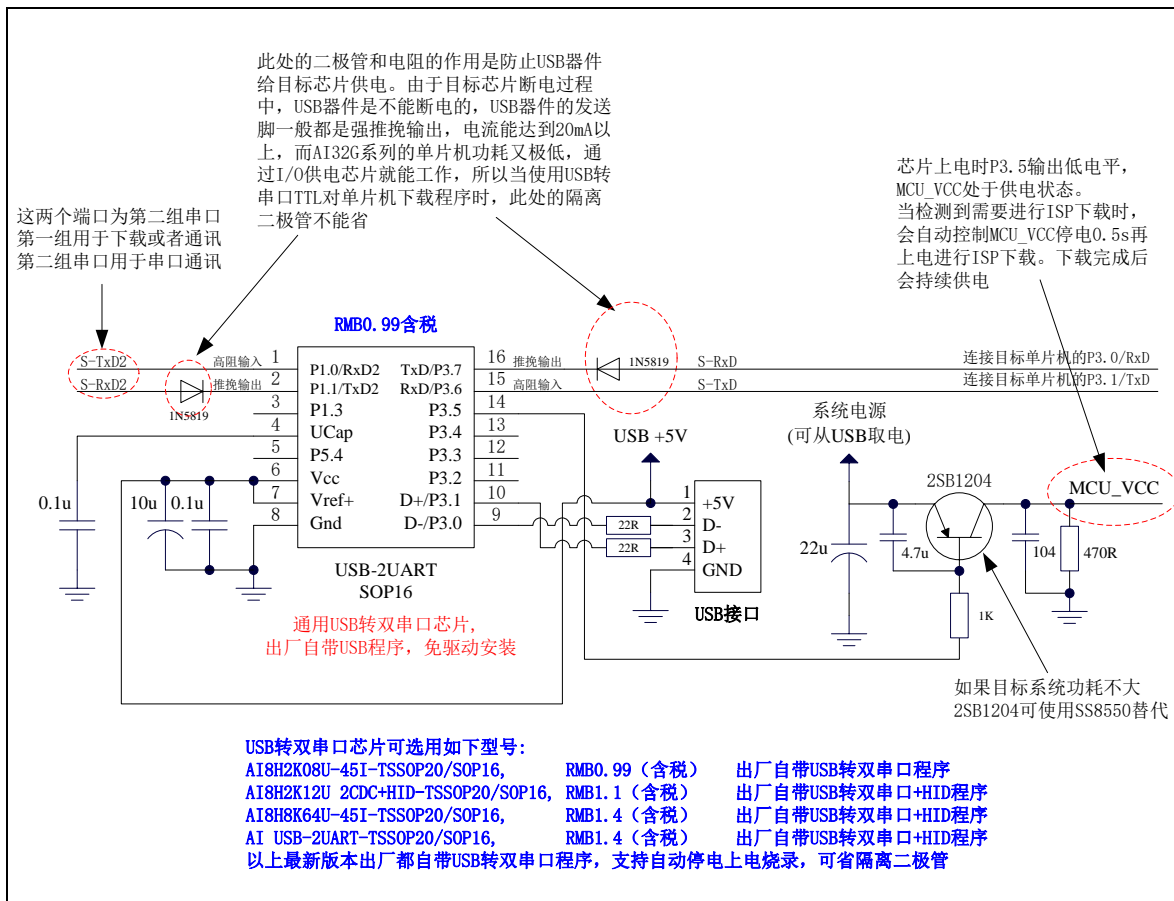 此处的二极管和电阻的作用是防止USB器件
给目标芯片供电。由于目标芯片断电过程
中，USB器件是不能断电的，USB器件的发送
脚一般都是强推挽输出，电流能达到20mA以
上，而AI32G系列的单片机功耗又极低，通
过I/O供电芯片就能工作，所以当使用USB转
串口TTL对单片机下载程序时，此处的隔离
二极管不能省
芯片上电时P3.5输出低电平，
MCU_VCC处于供电状态。
当检测到需要进行ISP下载时，
会自动控制MCU_VCC停电0.5s再
上电进行ISP下载。下载完成后
会持续供电
这两个端口为第二组串口
第一组用于下载或者通讯
第二组串口用于串口通讯
RMB0.99含税
S-TxD2 高阻输入 1 P1.0/RxD2 TxD/P3.7 16 推挽输出 1N5819 S-RxD 连接目标单片机的P3.0/RxD
S-RxD2 推挽输出 2 P1.1/TxD2 RxD/P3.6 15 高阻输入 S-TxD 连接目标单片机的P3.1/TxD
1N5819 3 P1.3 P3.5 14
4 UCap P3.4 13
5 P5.4 P3.3 12
6 Vcc P3.2 11
7 Vref+ D+/P3.1 10
8 Gnd D-/P3.0 9
0.1u 10u 0.1u
USB-2UART
SOP16
通用USB转双串口芯片，
出厂自带USB程序，免驱动安装
USB +5V
1 +5V
2 D-
3 D+
4 GND
22R
22R
USB接口
系统电源
(可从USB取电)
2SB1204
MCU_VCC
22u 4.7u 104 470R
1K
如果目标系统功耗不大
2SB1204可使用SS8550替代
USB转双串口芯片可选用如下型号:
AI8H2K08U-45I-TSSOP20/SOP16, RMB0.99（含税） 出厂自带USB转双串口程序
AI8H2K12U 2CDC+HID-TSSOP20/SOP16, RMB1.1（含税） 出厂自带USB转双串口+HID程序
AI8H8K64U-45I-TSSOP20/SOP16, RMB1.4（含税） 出厂自带USB转双串口+HID程序
AI USB-2UART-TSSOP20/SOP16, RMB1.4（含税） 出厂自带USB转双串口+HID程序
以上最新版本出厂都自带USB转双串口程序，支持自动停电上电烧录，可省隔离二极管